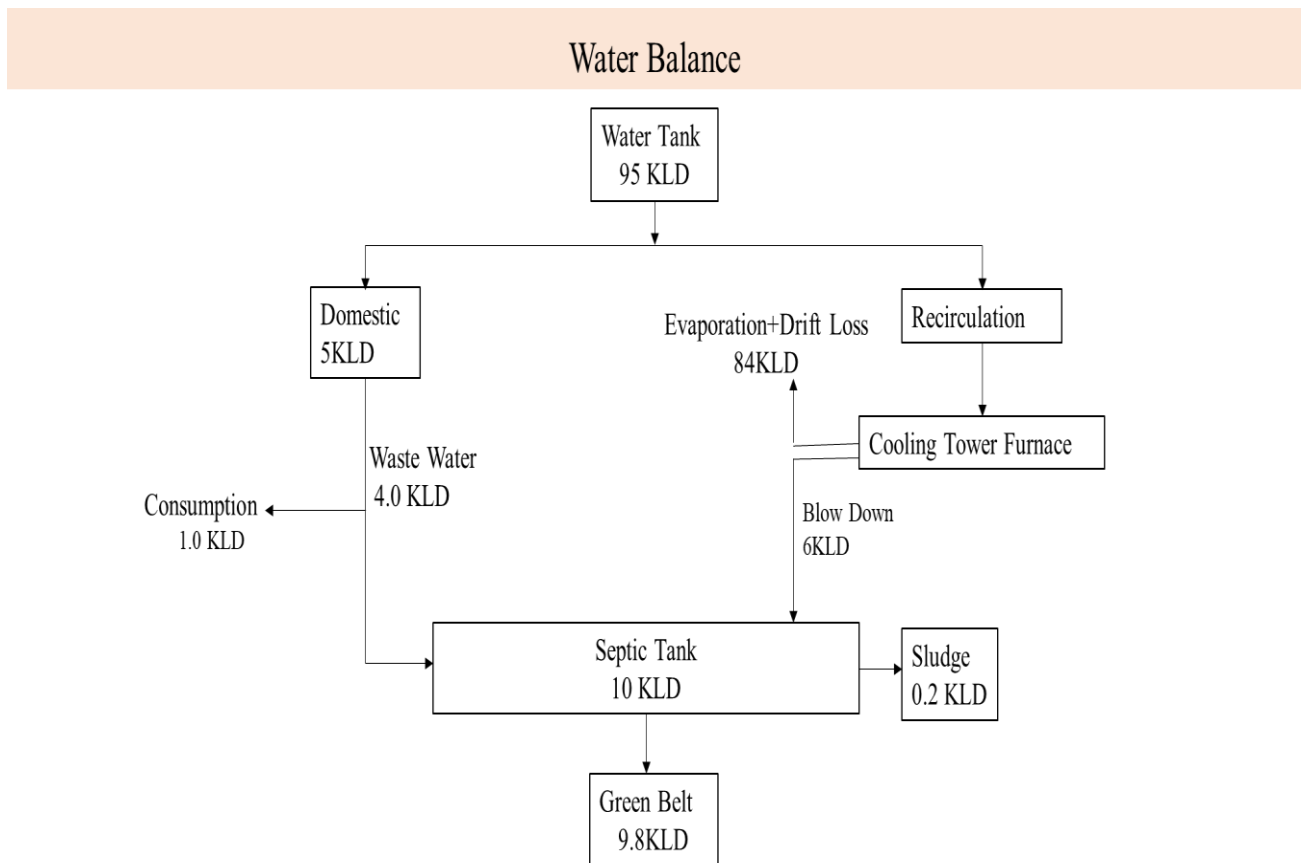 Water Balance
Water Tank
95 KLD
Domestic
5KLD
Evaporation+Drift Loss
84KLD
Recirculation
Cooling Tower Furnace
Waste Water
4.0 KLD
Consumption
1.0 KLD
Blow Down
6KLD
Septic Tank
10 KLD
Sludge
0.2 KLD
Green Belt
9.8KLD